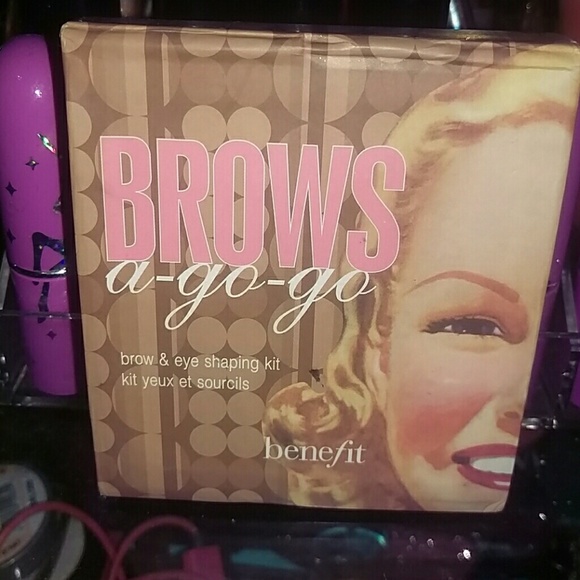 BROWS
a-go-go
brow & eye shaping kit
kit yeux et sourcils
benefit